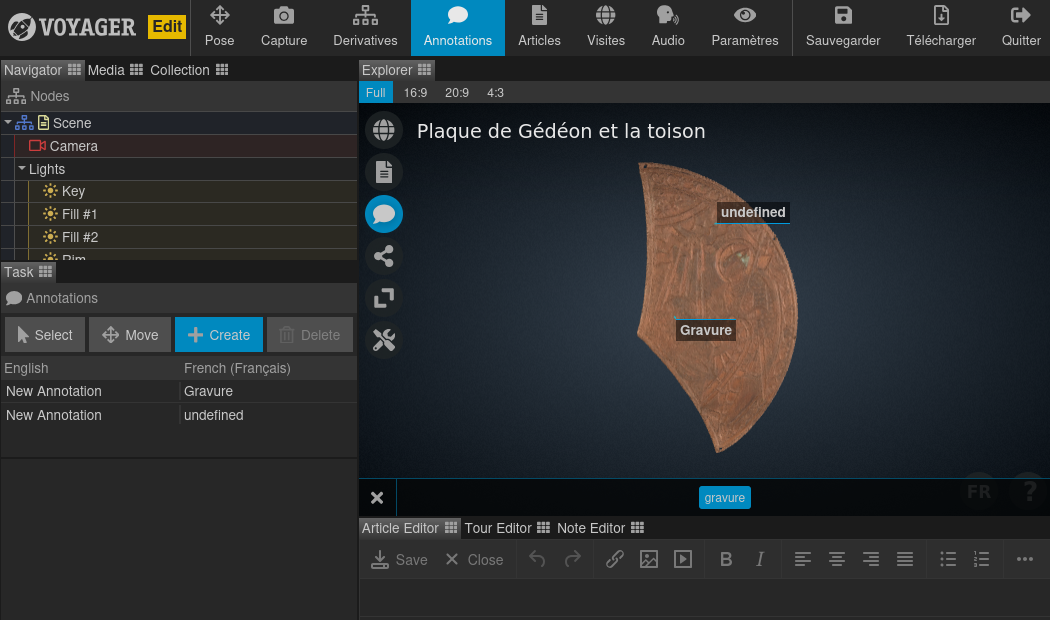 VOYAGER Edit
Pose Capture Derivatives Annotations Articles Visites Audio Paramètres Sauvegarder Télécharger Quitter
Navigator Media Collection
Nodes
Scene
Camera
Lights
Key
Fill #1
Fill #2
Rim
Task
Annotations
Select Move Create Delete
English French (Français)
New Annotation Gravure
New Annotation undefined
Explorer
Full 16:9 20:9 4:3
Plaque de Gédéon et la toison
undefined
Gravure
FR ?
gravure
Article Editor Tour Editor Note Editor
Save Close B I